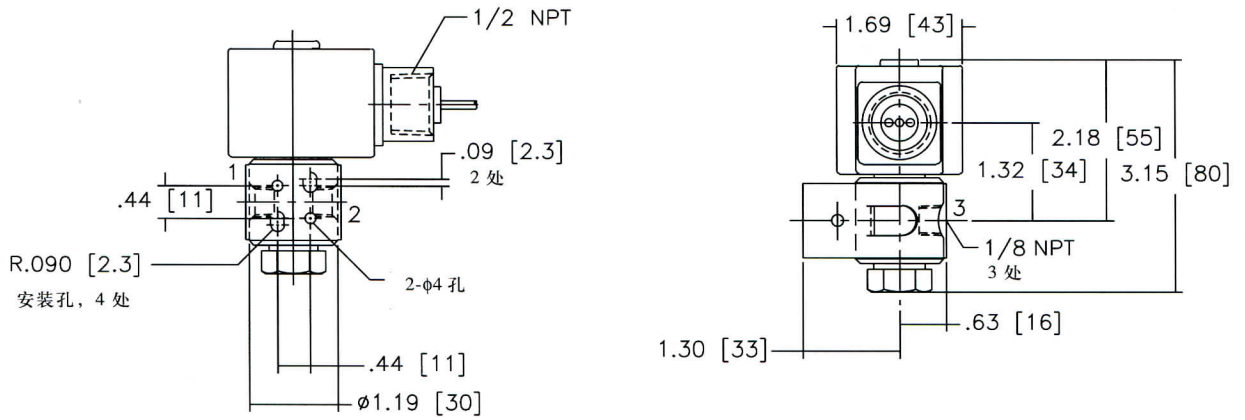 1/2 NPT
.09 [2.3]
2 处
1
.44 [11]
2
R.090 [2.3]
安装孔, 4 处
2-ϕ4 孔
.44 [11]
ø1.19 [30]
1.69 [43]
2.18 [55]
1.32 [34]
3.15 [80]
3
1/8 NPT
3 处
.63 [16]
1.30 [33]